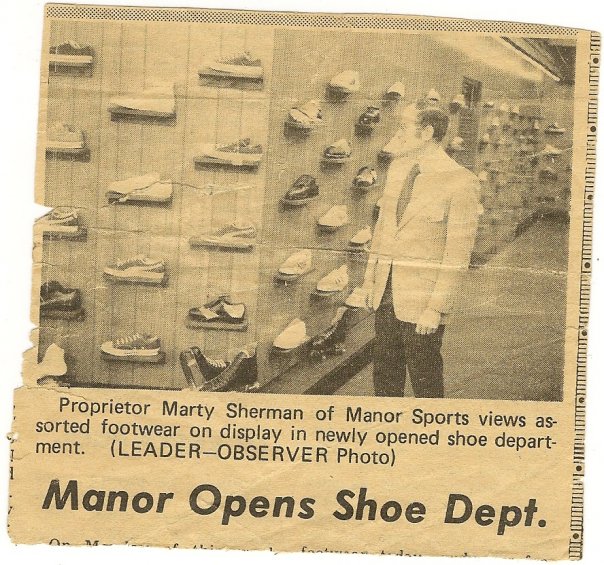 Proprietor Marty Sherman of Manor Sports views as-
sorted footwear on display in newly opened shoe depart-
ment. (LEADER—OBSERVER Photo)
Manor Opens Shoe Dept.